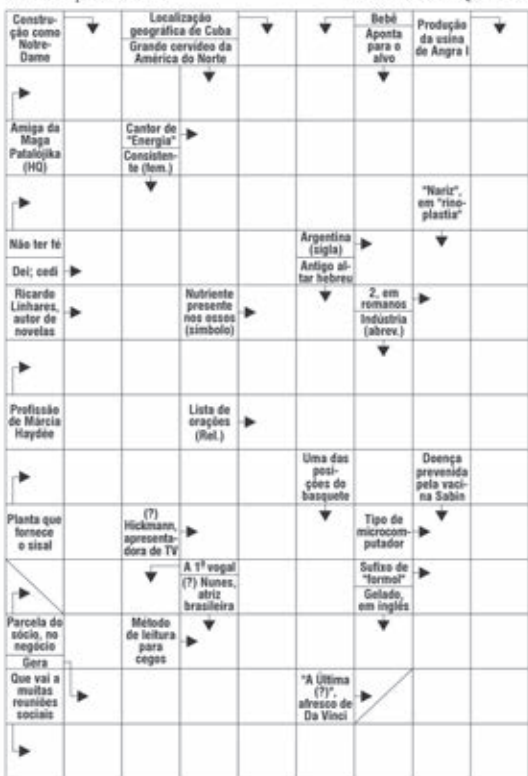 Constru-
ção como
Notre-
Dame
Localização
geográfica de Cuba
Grande cervídeo da
América do Norte
Bebê
Aponta
para o
alvo
Produção
da usina
de Angra I
Amiga da
Maga
Patalójika
(HQ)
Cantor de
"Energia"
Consisten-
te (fem.)
"Nariz",
em "rino-
plastia"
Não ter fé
Dei; cedi
Argentina
(sigla)
Antigo al-
tar hebreu
Ricardo
Linhares,
autor de
novelas
Nutriente
presente
nos ossos
(símbolo)
2, em
romanos
Indústria
(abrev.)
Profissão
de Márcia
Haydée
Lista de
orações
(Rel.)
Uma das
posi-
ções do
basquete
Doença
prevenida
pela vaci-
na Sabin
Planta que
fornece
o sisal
(?)
Hickmann,
apresenta-
dora de TV
Tipo de
microcom-
putador
A 1ª vogal
(?) Nunes,
atriz
brasileira
Sufixo de
"formol"
Gelado,
em inglês
Parcela do
sócio, no
negócio
Gera
Método
de leitura
para
cegos
Que vai a
muitas
reuniões
sociais
"A Última
(?)",
afresco de
Da Vinci